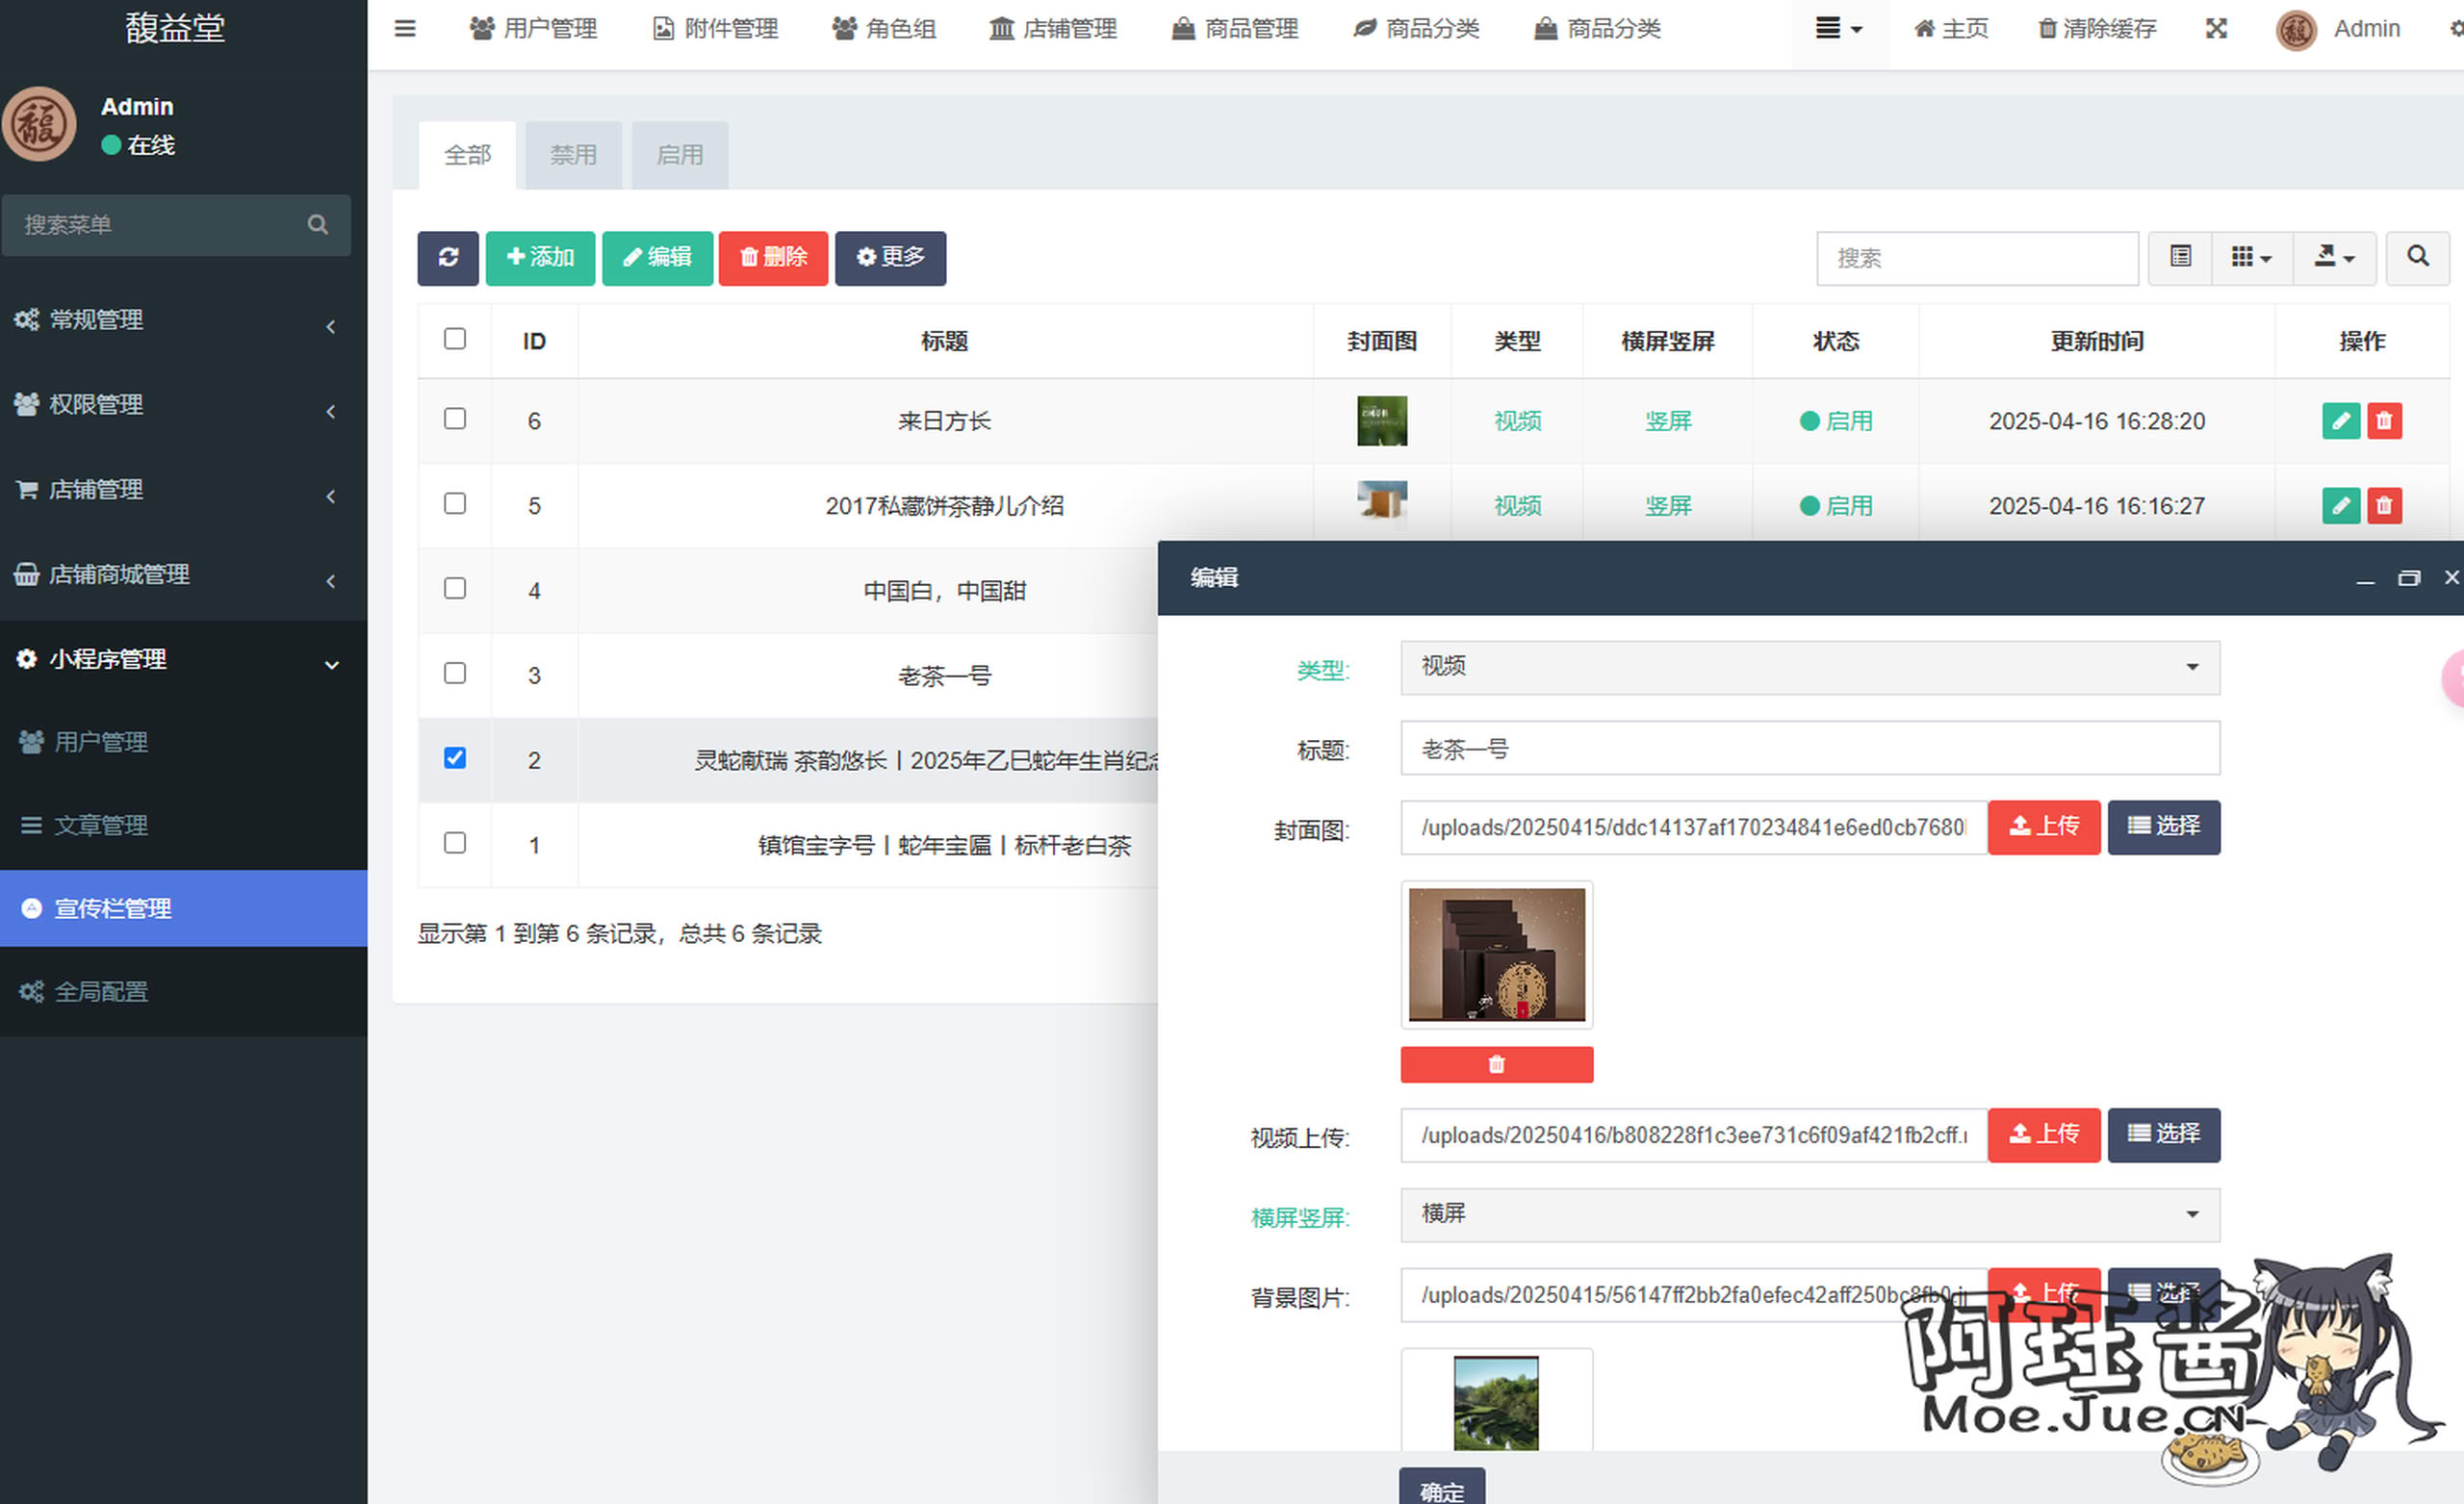 馥益堂
用户管理 附件管理 角色组 店铺管理 商品管理 商品分类 商品分类 主页 清除缓存 Admin
Admin
在线
搜索菜单
常规管理
权限管理
店铺管理
店铺商城管理
小程序管理
用户管理
文章管理
宣传栏管理
全局配置
全部 禁用 启用
添加 编辑 删除 更多 搜索
ID 标题 封面图 类型 横屏竖屏 状态 更新时间 操作
6 来日方长 视频 竖屏 启用 2025-04-16 16:28:20
5 2017私藏饼茶静儿介绍 视频 竖屏 启用 2025-04-16 16:16:27
4 中国白，中国甜
3 老茶一号
2 灵蛇献瑞 茶韵悠长丨2025年乙巳蛇年生肖纪念
1 镇馆宝字号丨蛇年宝匾丨标杆老白茶
显示第 1 到第 6 条记录，总共 6 条记录
编辑
类型: 视频
标题: 老茶一号
封面图: /uploads/20250415/ddc14137af170234841e6ed0cb7680 上传 选择
视频上传: /uploads/20250416/b808228f1c3ee731c6f09af421fb2cff. 上传 选择
横屏竖屏: 横屏
背景图片: /uploads/20250415/56147ff2bb2fa0efec42aff250bc8fb0.j 上传 选择
确定
阿珏酱
Moe.Jue.CN